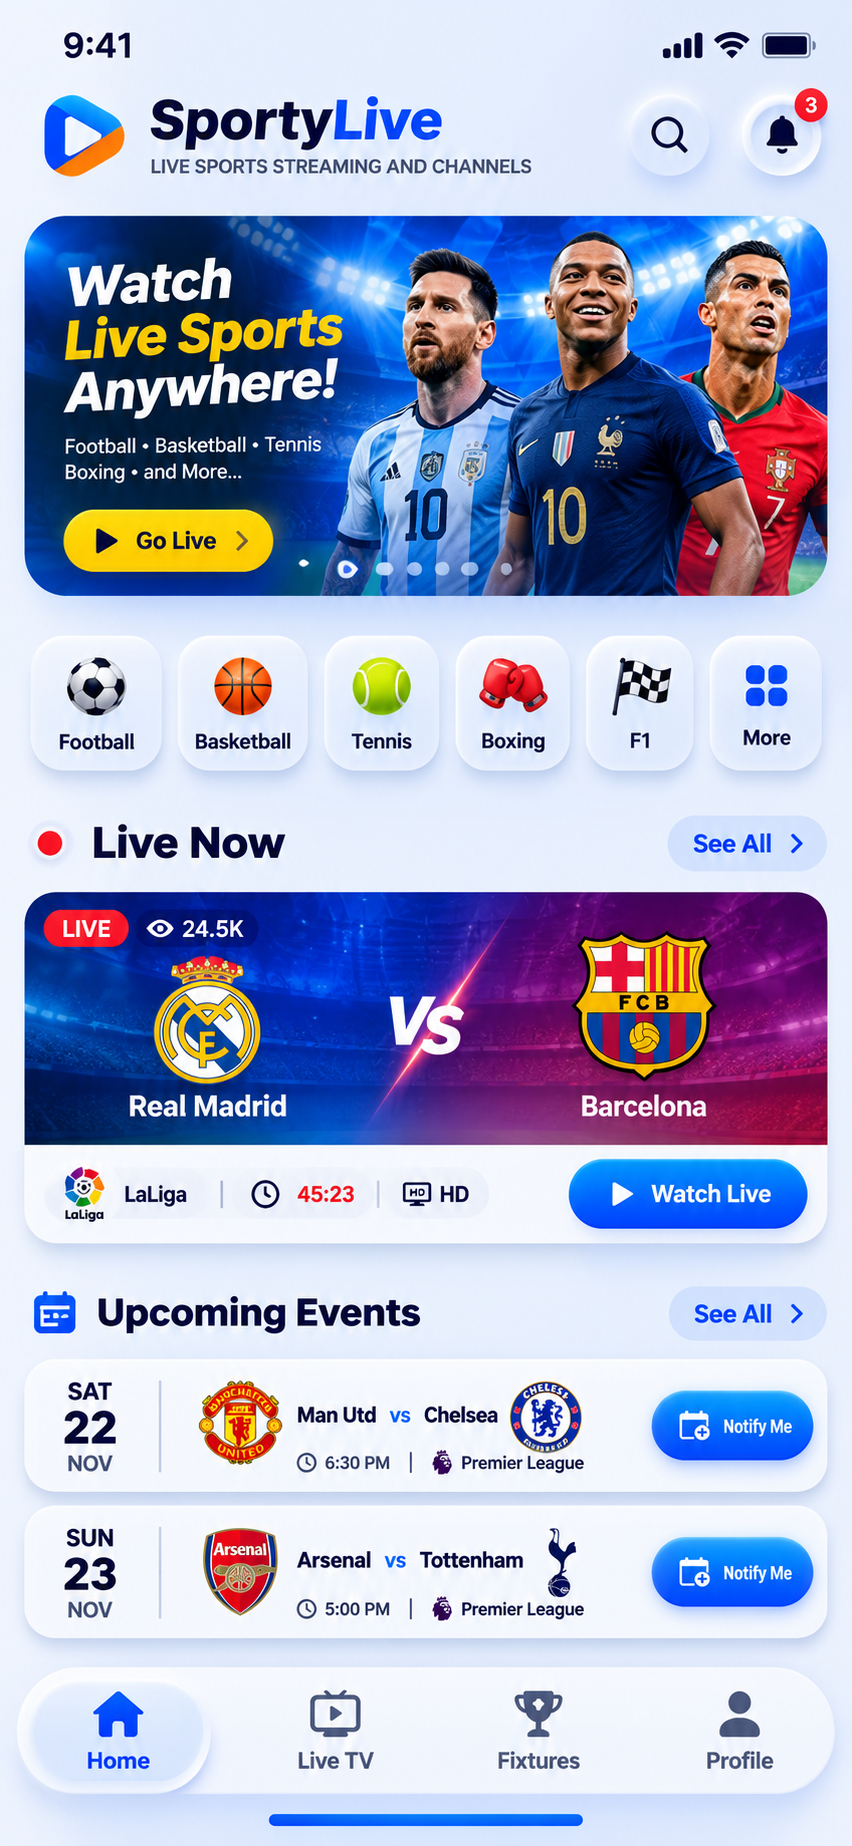 9:41
SportyLive
3
LIVE SPORTS STREAMING AND CHANNELS
Watch
Live Sports
Anywhere!
Football • Basketball • Tennis
Boxing • and More...
Go Live
10
10
7
Football
Basketball
Tennis
Boxing
F1
More
Live Now
See All
LIVE
24.5K
FCB
VS
Real Madrid
Barcelona
LaLiga
LaLiga
45:23
HD
HD
Watch Live
Upcoming Events
See All
SAT
22
NOV
UNITED
Man Utd vs Chelsea
6:30 PM | Premier League
Notify Me
SUN
23
NOV
Arsenal
Arsenal vs Tottenham
5:00 PM | Premier League
Notify Me
Home
Live TV
Fixtures
Profile